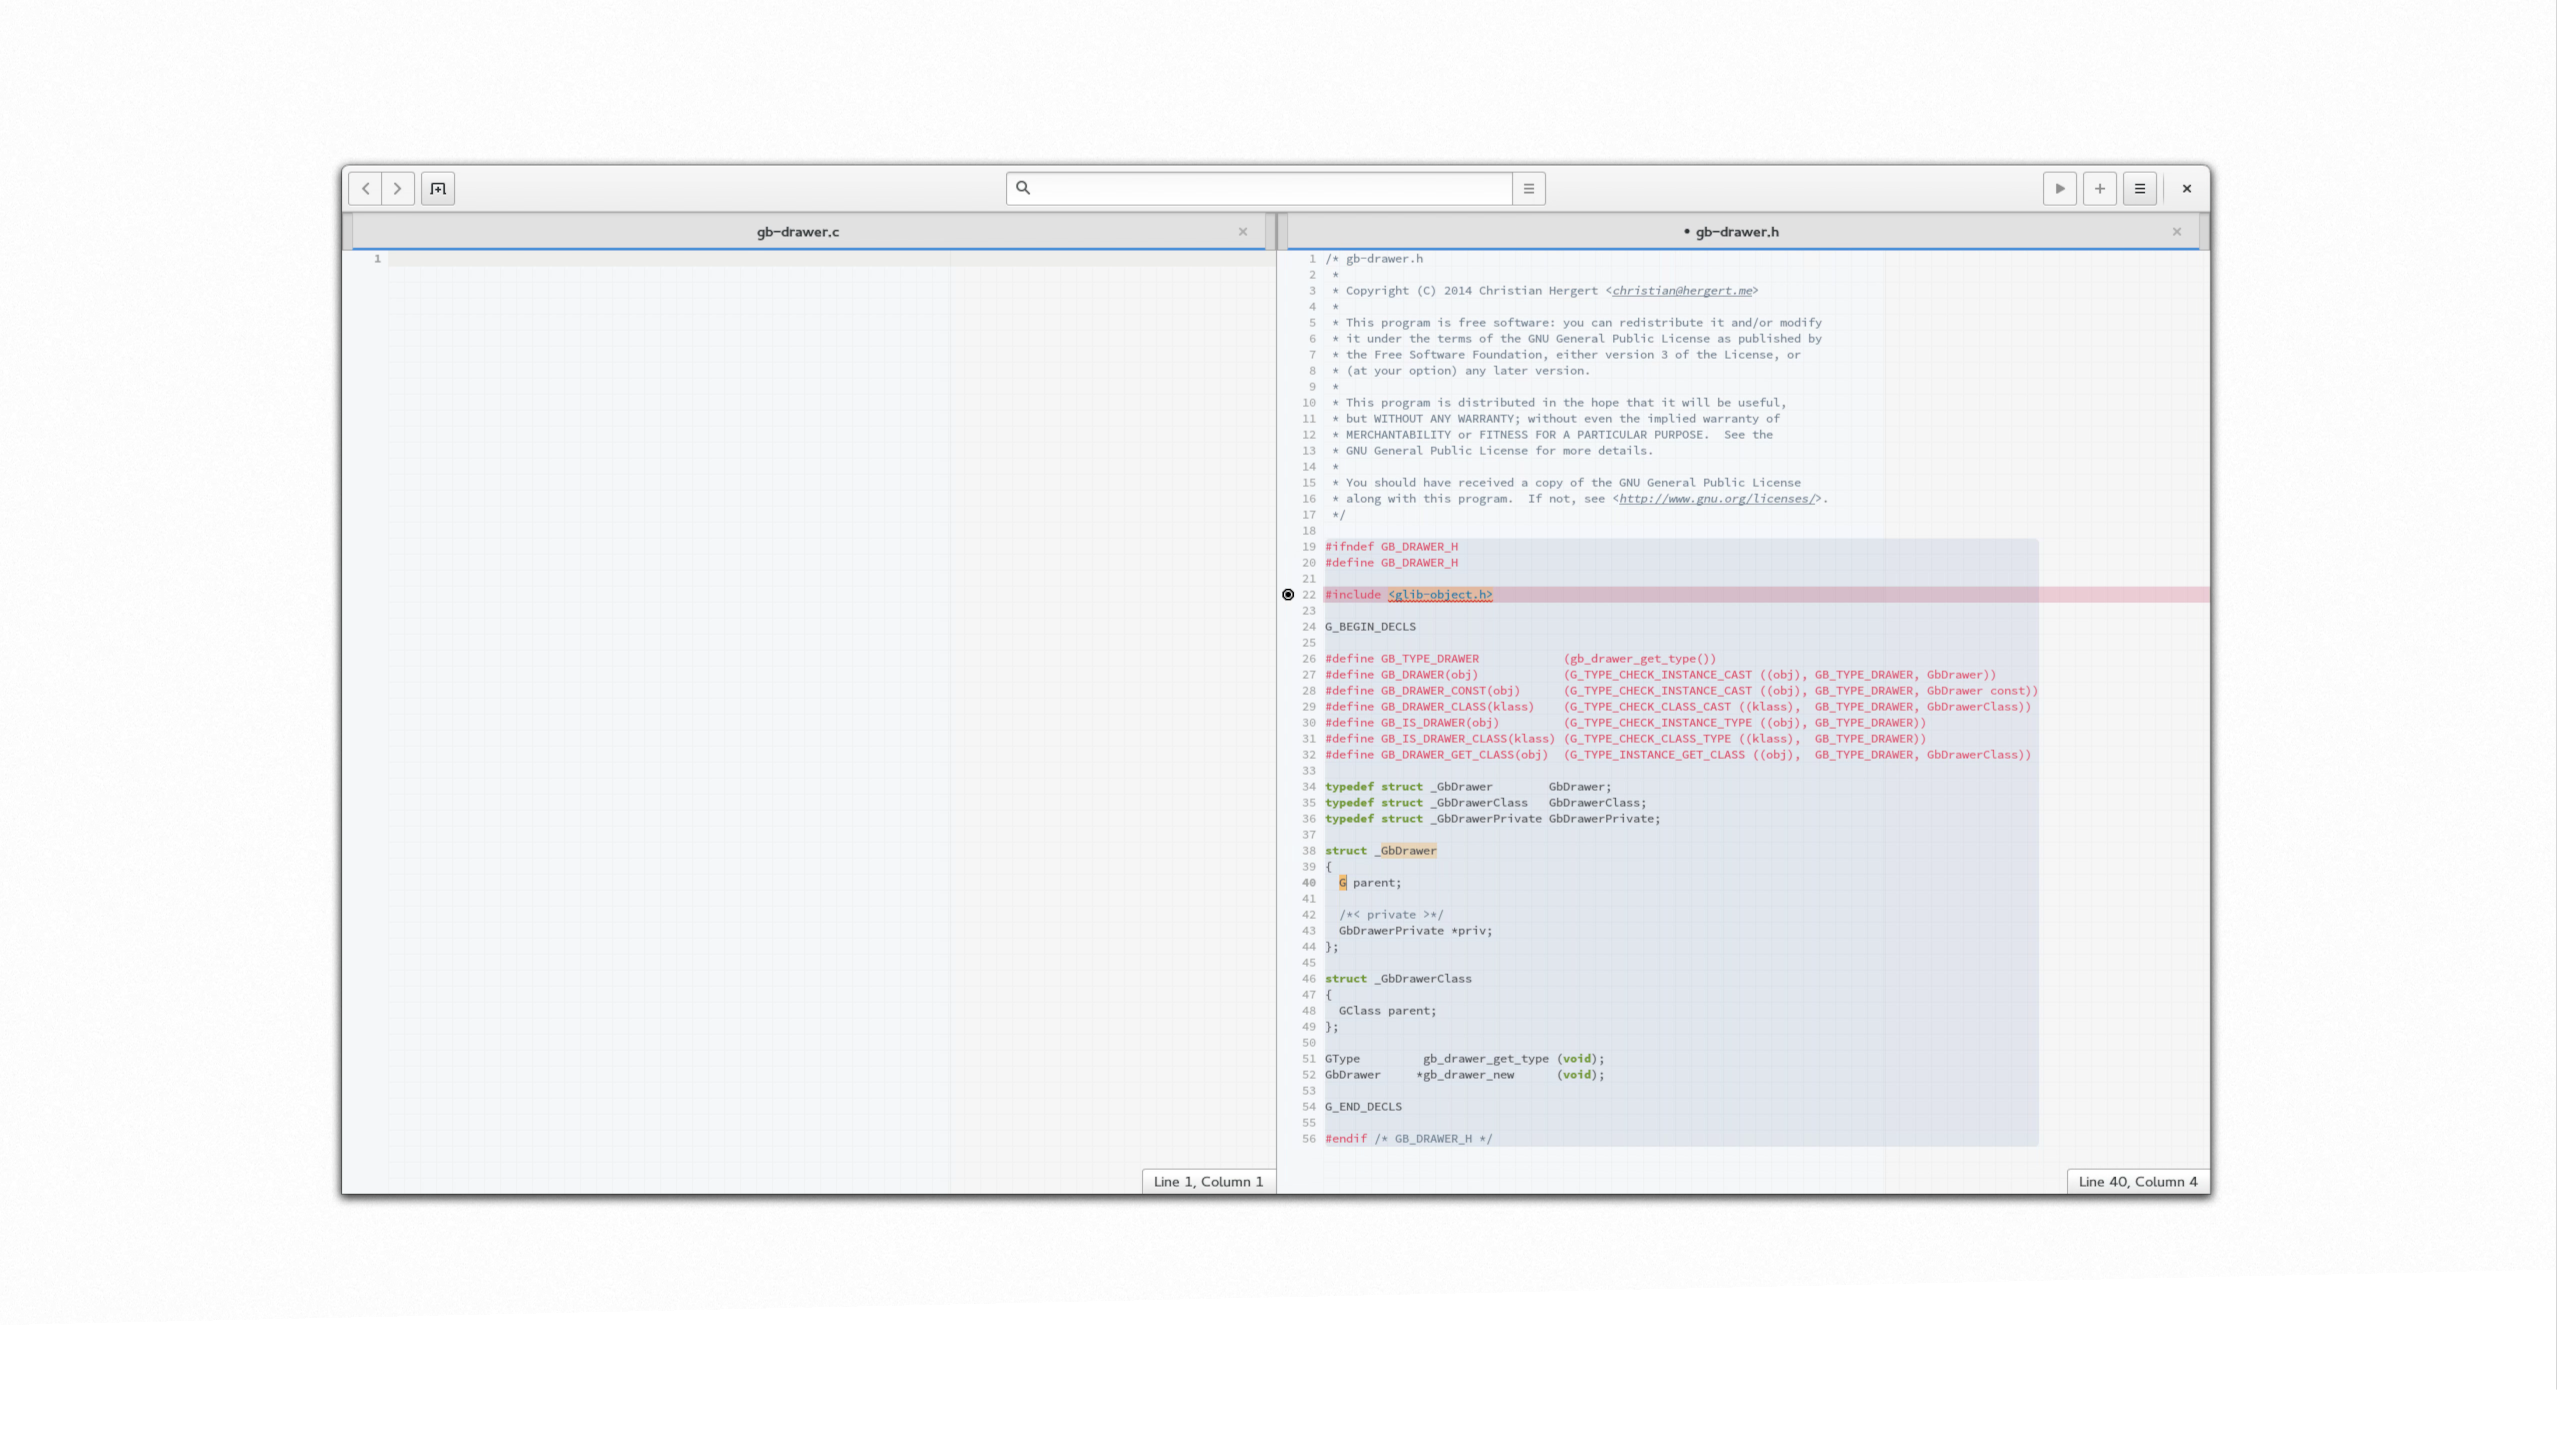 gb-drawer.c
• gb-drawer.h
1
1 /* gb-drawer.h
2  *
3  * Copyright (C) 2014 Christian Hergert <christian@hergert.me>
4  *
5  * This program is free software: you can redistribute it and/or modify
6  * it under the terms of the GNU General Public License as published by
7  * the Free Software Foundation, either version 3 of the License, or
8  * (at your option) any later version.
9  *
10  * This program is distributed in the hope that it will be useful,
11  * but WITHOUT ANY WARRANTY; without even the implied warranty of
12  * MERCHANTABILITY or FITNESS FOR A PARTICULAR PURPOSE.  See the
13  * GNU General Public License for more details.
14  *
15  * You should have received a copy of the GNU General Public License
16  * along with this program.  If not, see <http://www.gnu.org/licenses/>.
17  */
18
19 #ifndef GB_DRAWER_H
20 #define GB_DRAWER_H
21
22 #include <glib-object.h>
23
24 G_BEGIN_DECLS
25
26 #define GB_TYPE_DRAWER            (gb_drawer_get_type())
27 #define GB_DRAWER(obj)            (G_TYPE_CHECK_INSTANCE_CAST ((obj), GB_TYPE_DRAWER, GbDrawer))
28 #define GB_DRAWER_CONST(obj)      (G_TYPE_CHECK_INSTANCE_CAST ((obj), GB_TYPE_DRAWER, GbDrawer const))
29 #define GB_DRAWER_CLASS(klass)    (G_TYPE_CHECK_CLASS_CAST ((klass),  GB_TYPE_DRAWER, GbDrawerClass))
30 #define GB_IS_DRAWER(obj)         (G_TYPE_CHECK_INSTANCE_TYPE ((obj), GB_TYPE_DRAWER))
31 #define GB_IS_DRAWER_CLASS(klass) (G_TYPE_CHECK_CLASS_TYPE ((klass),  GB_TYPE_DRAWER))
32 #define GB_DRAWER_GET_CLASS(obj)  (G_TYPE_INSTANCE_GET_CLASS ((obj),  GB_TYPE_DRAWER, GbDrawerClass))
33
34 typedef struct _GbDrawer        GbDrawer;
35 typedef struct _GbDrawerClass   GbDrawerClass;
36 typedef struct _GbDrawerPrivate GbDrawerPrivate;
37
38 struct _GbDrawer
39 {
40   G parent;
41
42   /*< private >*/
43   GbDrawerPrivate *priv;
44 };
45
46 struct _GbDrawerClass
47 {
48   GClass parent;
49 };
50
51 GType         gb_drawer_get_type (void);
52 GbDrawer     *gb_drawer_new      (void);
53
54 G_END_DECLS
55
56 #endif /* GB_DRAWER_H */
Line 1, Column 1
Line 40, Column 4